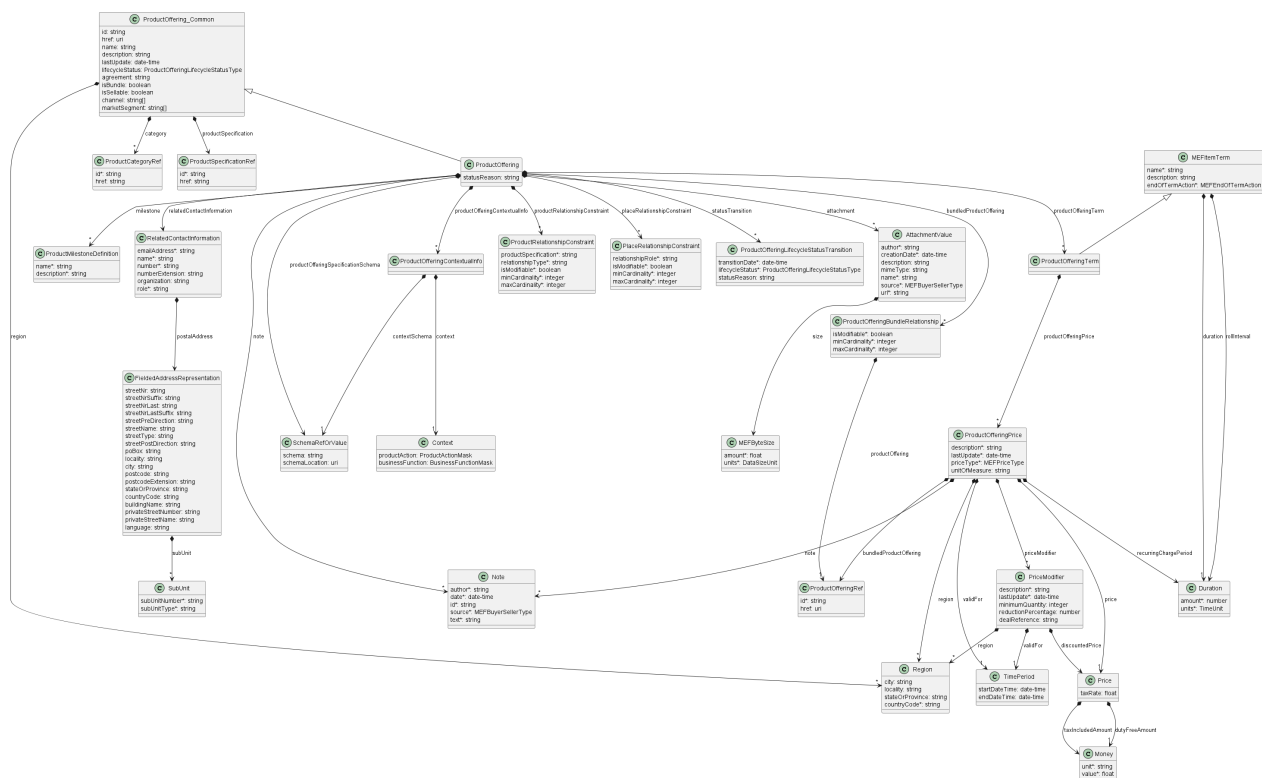 ProductOffering_Common
id: string
href: uri
name: string
description: string
lastUpdate: date-time
lifecycleStatus: ProductOfferingLifecycleStatusType
agreement: string
isBundle: boolean
isSellable: boolean
channel: string[]
marketSegment: string[]
category
productSpecification
ProductCategoryRef
id*: string
href: string
ProductSpecificationRef
id*: string
href: string
ProductOffering
statusReason: string
MEFItemTerm
name*: string
description: string
endOfTermAction*: MEFEndOfTermAction
milestone
relatedContactInformation
productOfferingContextualInfo
productRelationshipConstraint
placeRelationshipConstraint
statusTransition
attachment
bundledProductOffering
productOfferingTerm
ProductMilestoneDefinition
name*: string
description*: string
RelatedContactInformation
emailAddress*: string
name*: string
number*: string
numberExtension: string
organization: string
role*: string
productOfferingSpecificationSchema
ProductOfferingContextualInfo
ProductRelationshipConstraint
productSpecification*: string
relationshipType*: string
isModifiable*: boolean
minCardinality*: integer
maxCardinality*: integer
PlaceRelationshipConstraint
relationshipRole*: string
isModifiable*: boolean
minCardinality*: integer
maxCardinality*: integer
ProductOfferingLifecycleStatusTransition
transitionDate*: date-time
lifecycleStatus*: ProductOfferingLifecycleStatusType
statusReason: string
AttachmentValue
author*: string
creationDate*: date-time
description: string
mimeType: string
name*: string
source*: MEFBuyerSellerType
url*: string
ProductOfferingTerm
region
note
postalAddress
contextSchema
context
size
ProductOfferingBundleRelationship
isModifiable*: boolean
minCardinality*: integer
maxCardinality*: integer
productOfferingPrice
duration
rollInterval
FieldedAddressRepresentation
streetNr: string
streetNrSuffix: string
streetNrLast: string
streetNrLastSuffix: string
streetPreDirection: string
streetName: string
streetType: string
streetPostDirection: string
poBox: string
locality: string
city: string
postcode: string
postcodeExtension: string
stateOrProvince: string
countryCode: string
buildingName: string
privateStreetNumber: string
privateStreetName: string
language: string
SchemaRefOrValue
schema: string
schemaLocation: uri
Context
productAction: ProductActionMask
businessFunction: BusinessFunctionMask
MEFByteSize
amount*: float
units*: DataSizeUnit
productOffering
ProductOfferingPrice
description*: string
lastUpdate*: date-time
priceType*: MEFPriceType
unitOfMeasure: string
subUnit
note
bundledProductOffering
region
validFor
priceModifier
price
recurringChargePeriod
SubUnit
subUnitNumber*: string
subUnitType*: string
Note
author*: string
date*: date-time
id*: string
source*: MEFBuyerSellerType
text*: string
ProductOfferingRef
id*: string
href: uri
PriceModifier
description*: string
lastUpdate*: date-time
minimumQuantity: integer
reductionPercentage: number
dealReference: string
Duration
amount*: number
units*: TimeUnit
region
validFor
discountedPrice
Region
city: string
locality: string
stateOrProvince: string
countryCode*: string
TimePeriod
startDateTime: date-time
endDateTime: date-time
Price
taxRate: float
taxIncludedAmount
dutyFreeAmount
Money
unit*: string
value*: float